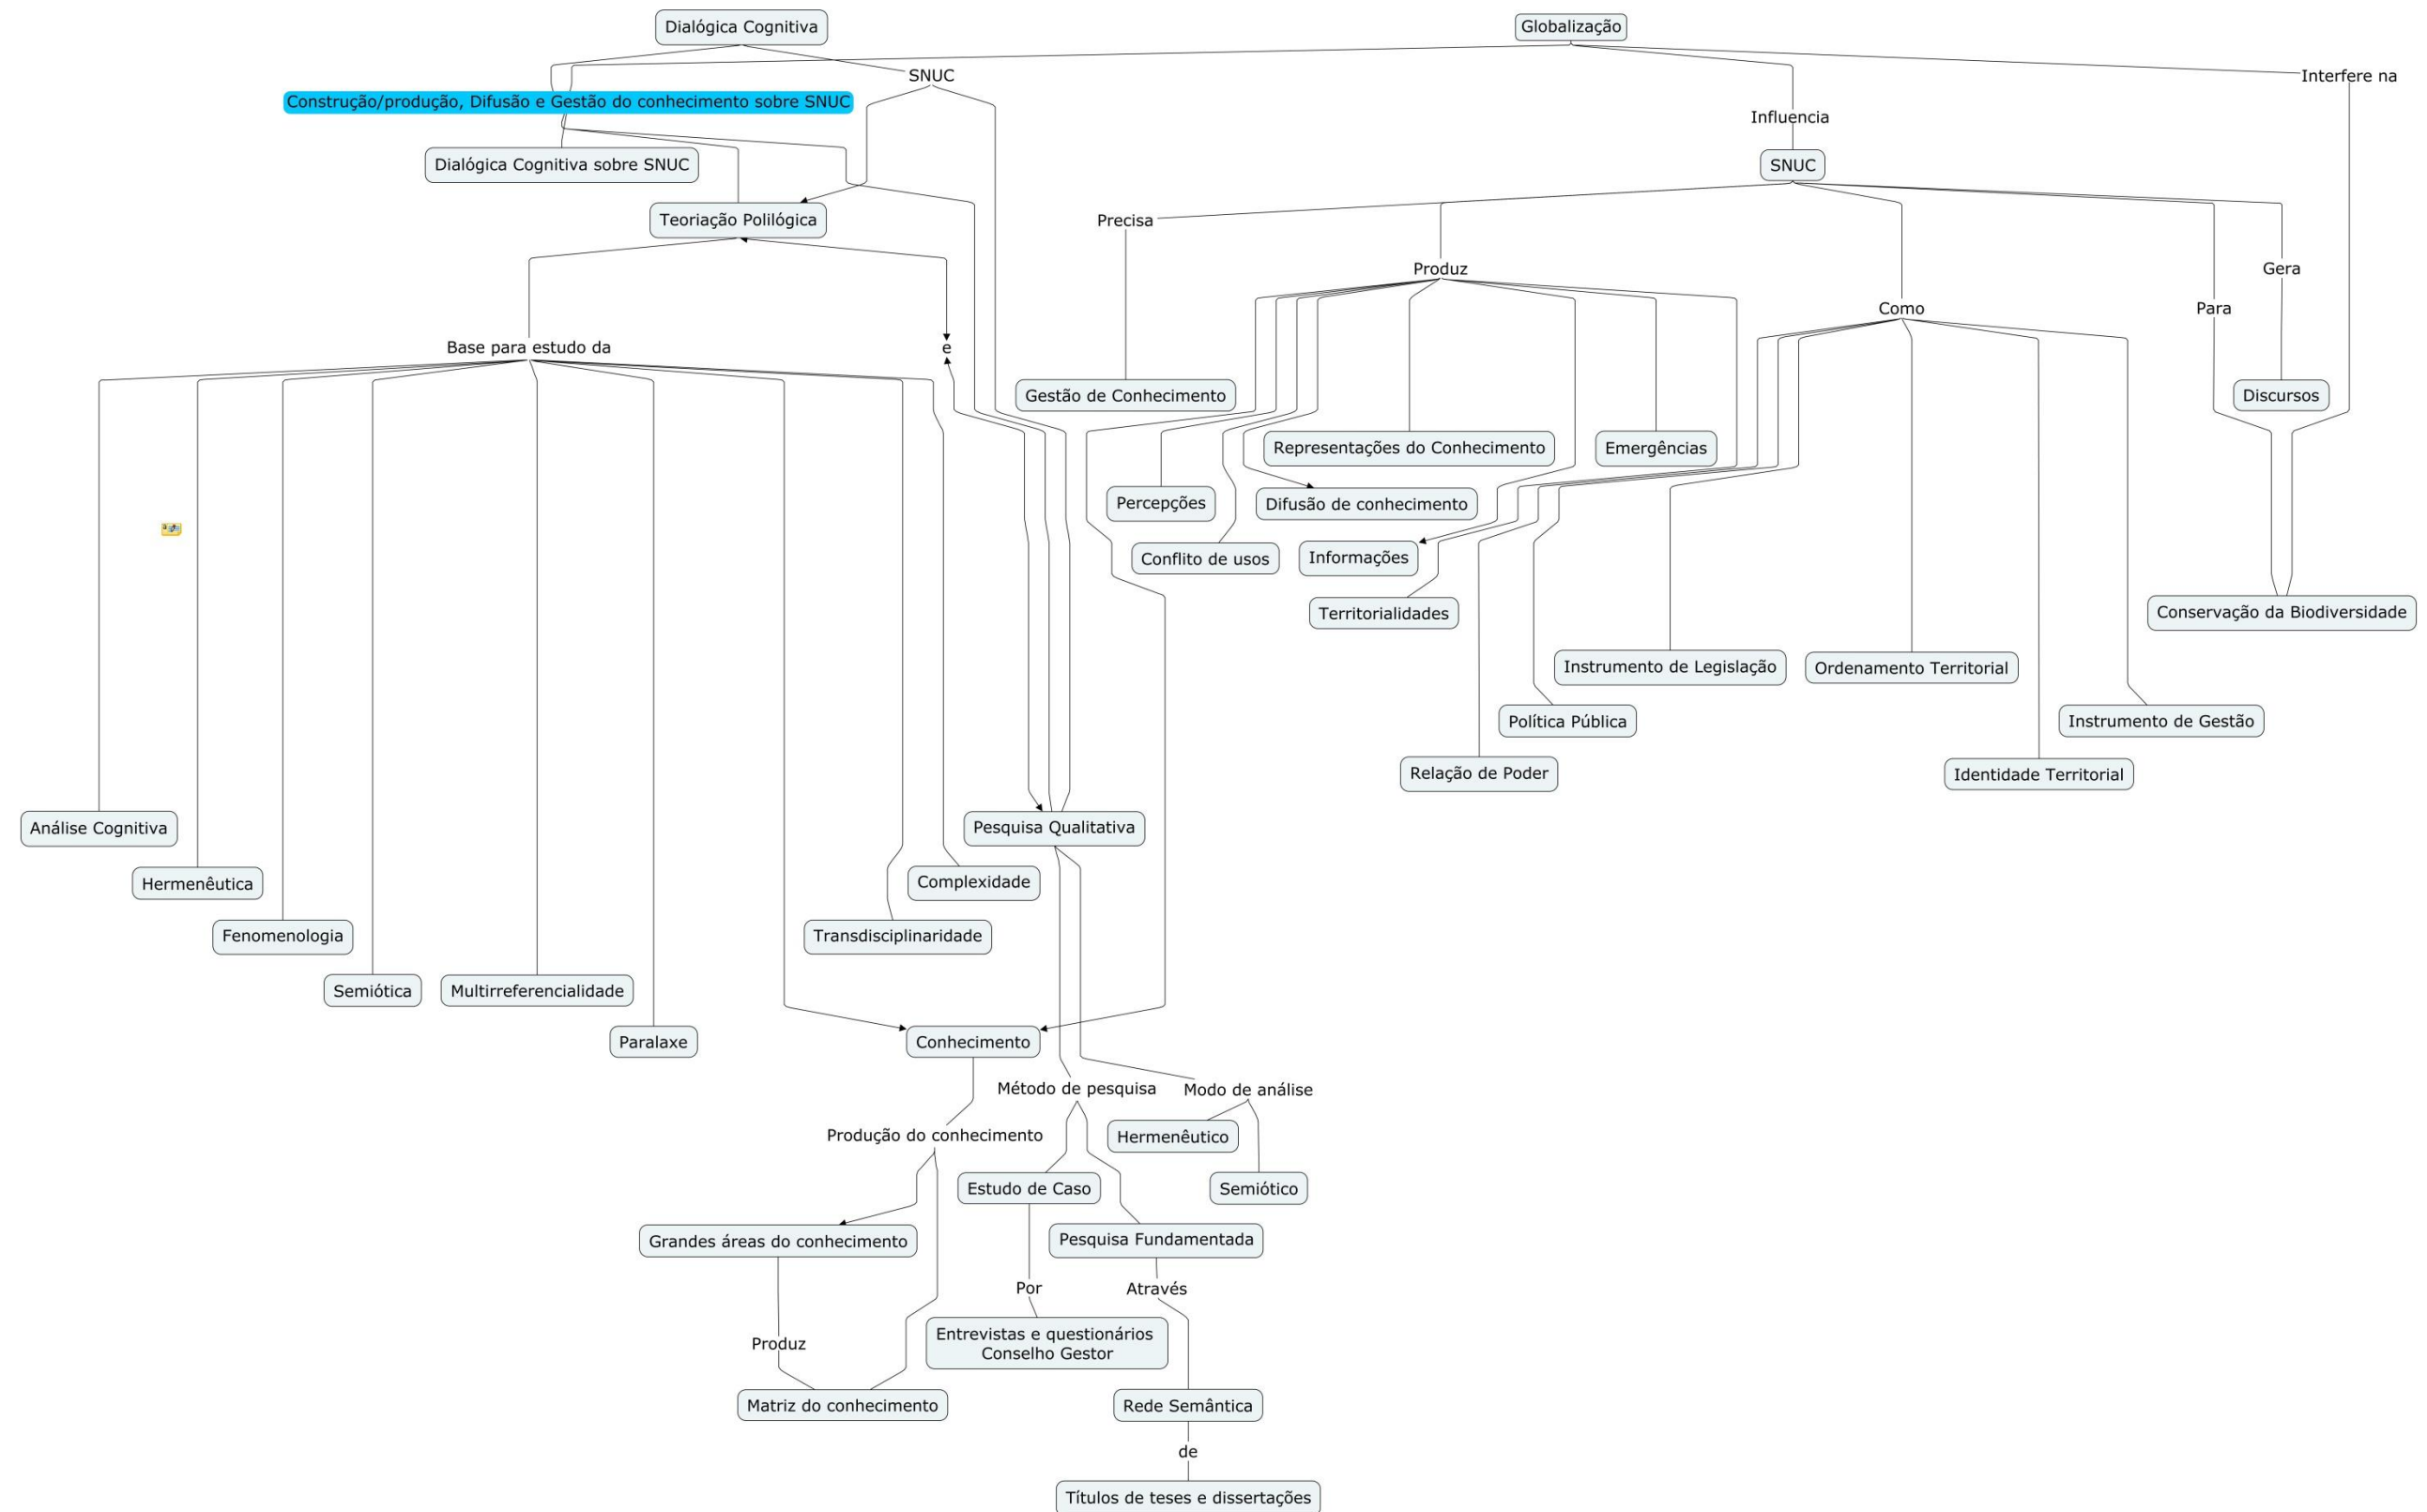 Dialógica Cognitiva
Globalização
SNUC
Interfere na
Construção/produção, Difusão e Gestão do conhecimento sobre SNUC
Influencia
Dialógica Cognitiva sobre SNUC
SNUC
Teoriação Polilógica
Precisa
Produz
Gera
Como
Para
Base para estudo da
e
Gestão de Conhecimento
Discursos
Representações do Conhecimento
Emergências
Percepções
Difusão de conhecimento
Conflito de usos
Informações
Territorialidades
Conservação da Biodiversidade
Instrumento de Legislação
Ordenamento Territorial
Política Pública
Instrumento de Gestão
Relação de Poder
Identidade Territorial
Análise Cognitiva
Pesquisa Qualitativa
Hermenêutica
Complexidade
Fenomenologia
Transdisciplinaridade
Semiótica
Multirreferencialidade
Paralaxe
Conhecimento
Método de pesquisa
Modo de análise
Produção do conhecimento
Hermenêutico
Estudo de Caso
Semiótico
Grandes áreas do conhecimento
Pesquisa Fundamentada
Por
Através
Produz
Entrevistas e questionários
Conselho Gestor
Matriz do conhecimento
Rede Semântica
de
Títulos de teses e dissertações